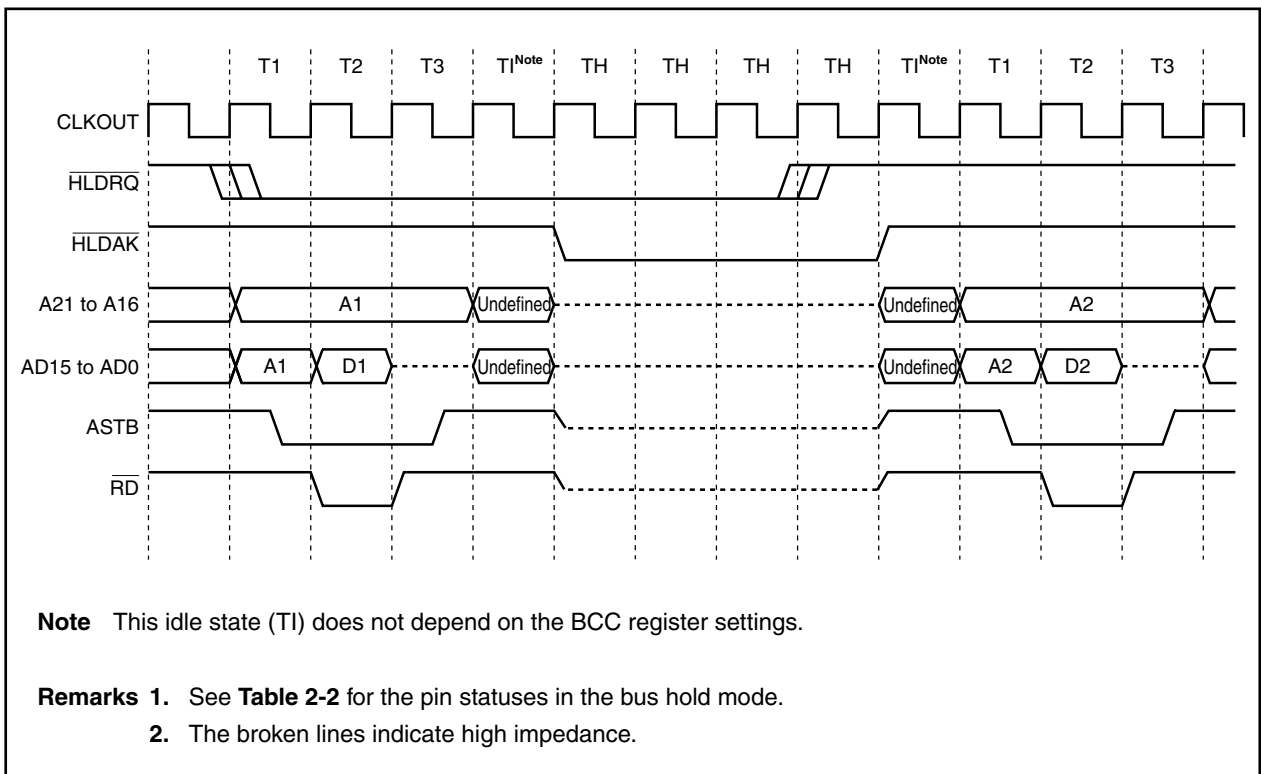 T1 T2 T3 TINote TH TH TH TH TINote T1 T2 T3
CLKOUT
HLDRQ
HLDAK
A21 to A16 A1 Undefined Undefined A2
AD15 to AD0 A1 D1 Undefined Undefined A2 D2
ASTB
RD
Note This idle state (TI) does not depend on the BCC register settings.
Remarks 1. See Table 2-2 for the pin statuses in the bus hold mode.
2. The broken lines indicate high impedance.